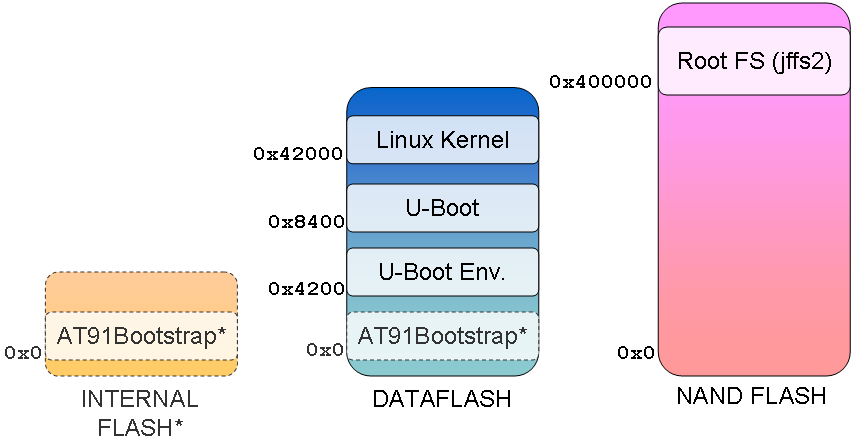 Root FS (jffs2)
0x400000
Linux Kernel
0x42000
U-Boot
0x8400
U-Boot Env.
0x4200
AT91Bootstrap*
0x0
AT91Bootstrap*
0x0
0x0
INTERNAL
FLASH*
DATAFLASH
NAND FLASH